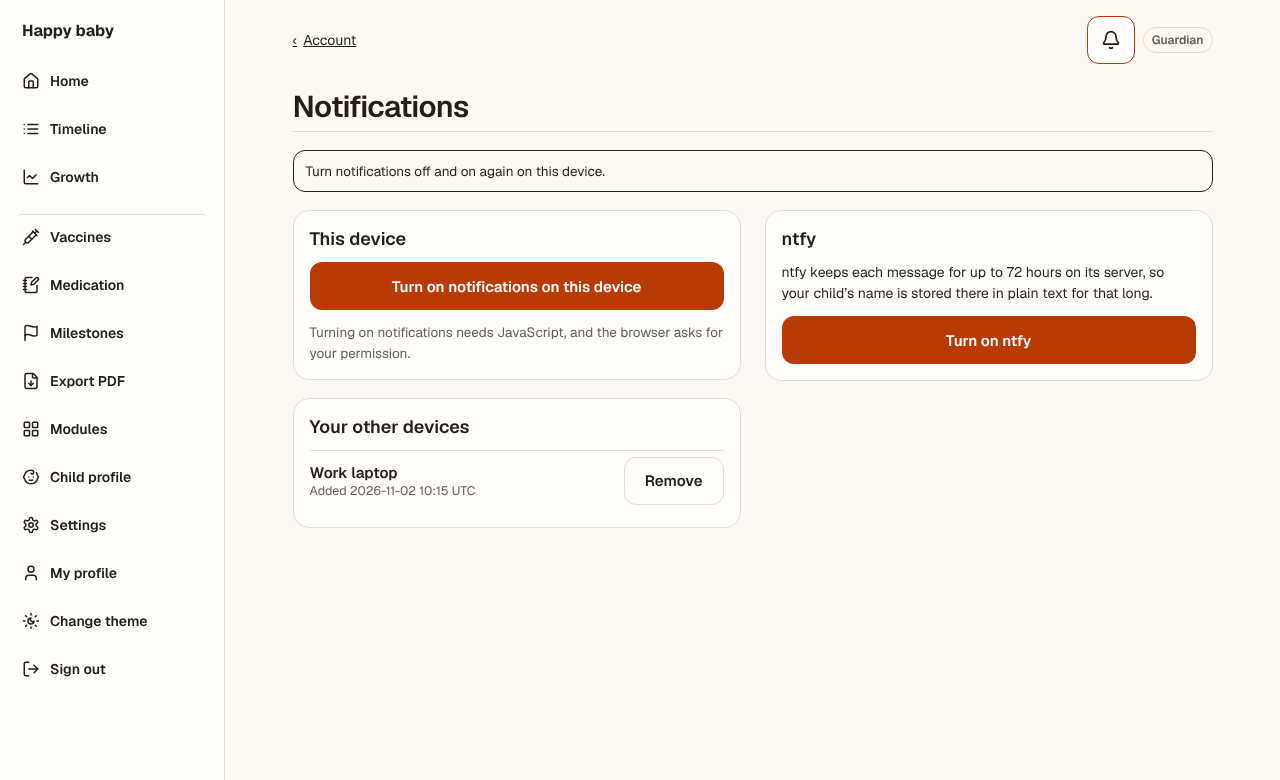 Happy baby
Home
Timeline
Growth
Vaccines
Medication
Milestones
Export PDF
Modules
Child profile
Settings
My profile
Change theme
Sign out
‹ Account
Guardian
Notifications
Turn notifications off and on again on this device.
This device
Turn on notifications on this device
Turning on notifications needs JavaScript, and the browser asks for
your permission.
ntfy
ntfy keeps each message for up to 72 hours on its server, so
your child’s name is stored there in plain text for that long.
Turn on ntfy
Your other devices
Work laptop
Added 2026-11-02 10:15 UTC
Remove